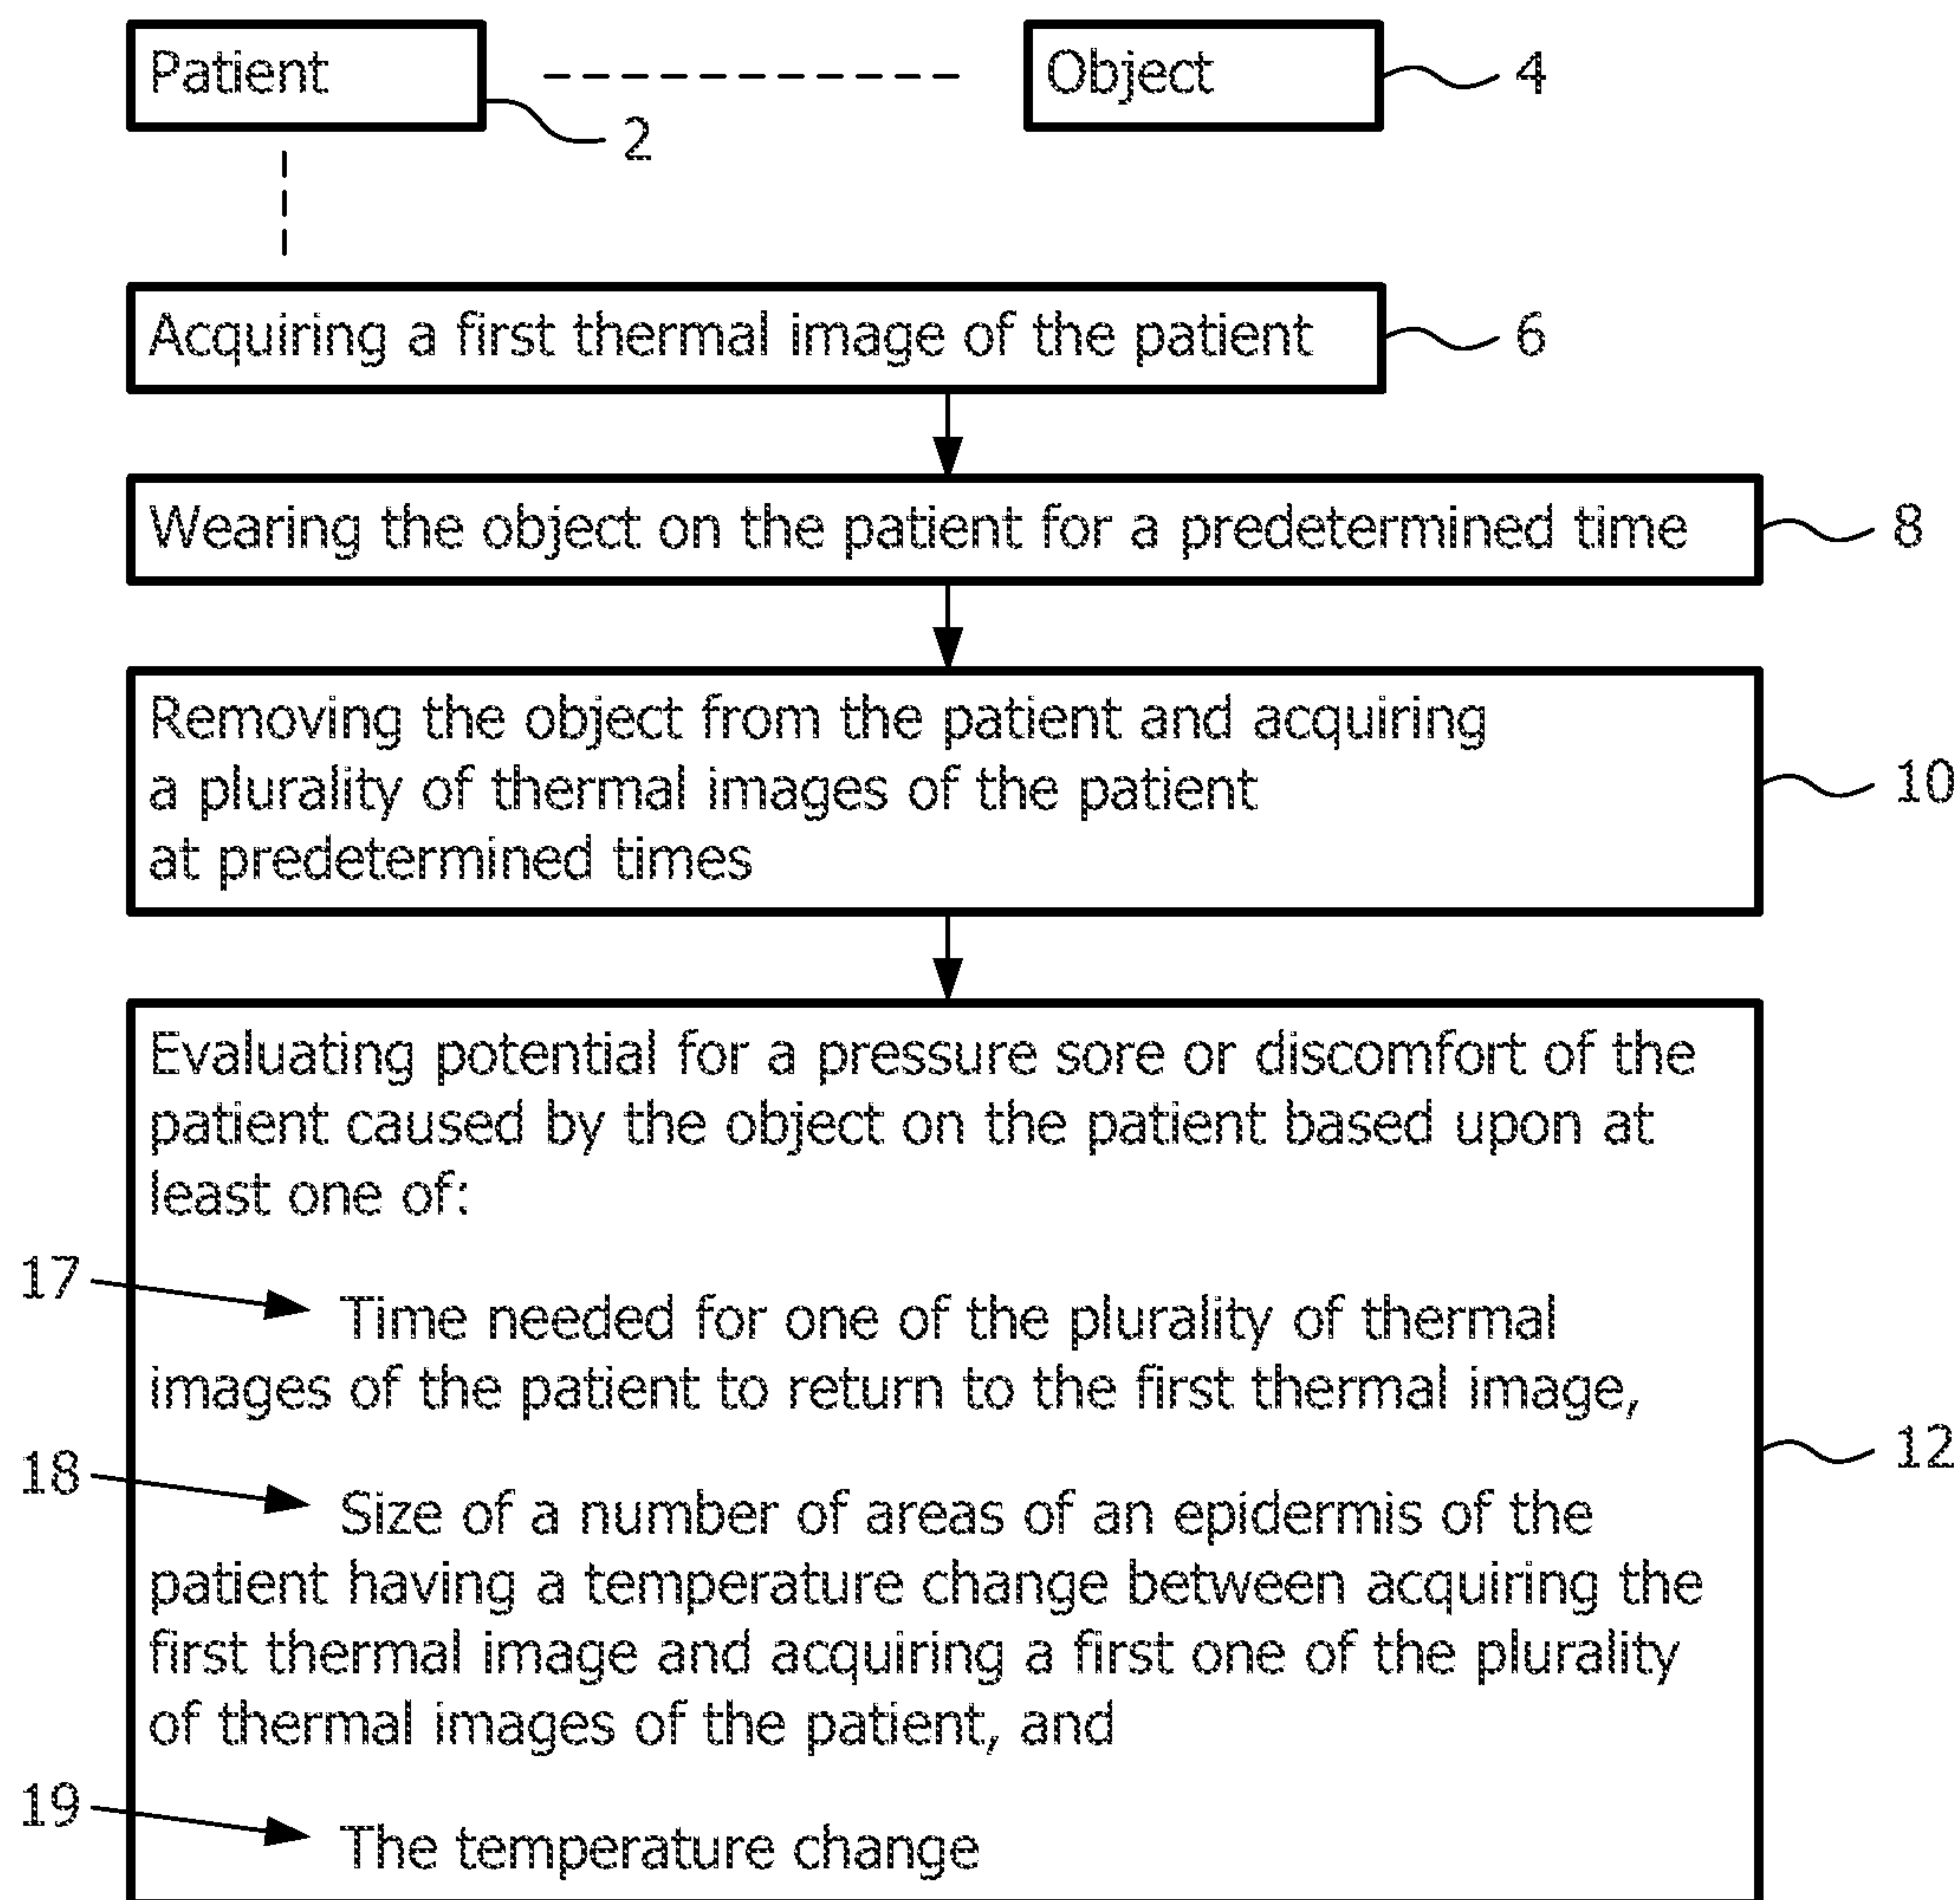 Patient
Object
4
2
Acquiring a first thermal image of the patient
6
Wearing the object on the patient for a predetermined time
8
Removing the object from the patient and acquiring
a plurality of thermal images of the patient
at predetermined times
10
Evaluating potential for a pressure sore or discomfort of the
patient caused by the object on the patient based upon at
least one of:
17
Time needed for one of the plurality of thermal
images of the patient to return to the first thermal image,
12
18
Size of a number of areas of an epidermis of the
patient having a temperature change between acquiring the
first thermal image and acquiring a first one of the plurality
of thermal images of the patient, and
19
The temperature change